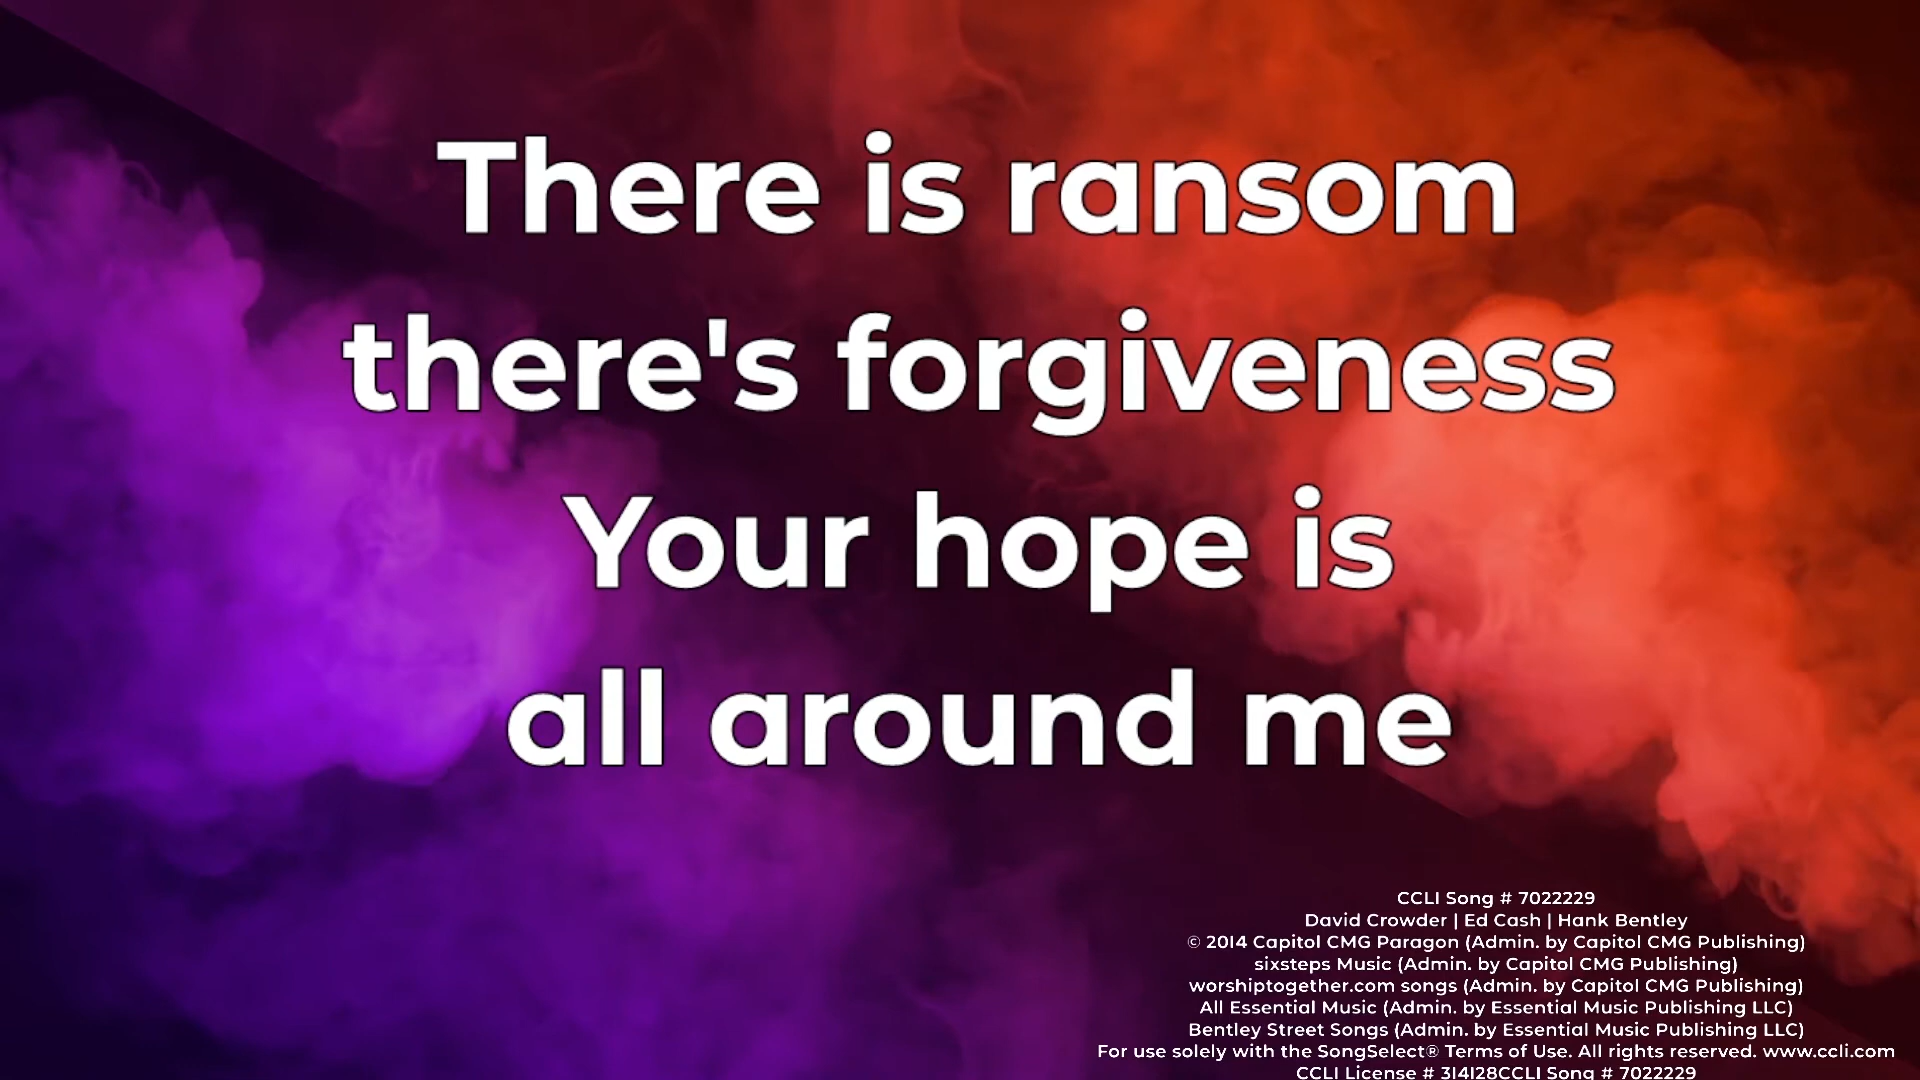 There is ransom
there's forgiveness
Your hope is
all around me
CCLI Song # 7022229
David Crowder | Ed Cash | Hank Bentley
© 2014 Capitol CMG Paragon (Admin. by Capitol CMG Publishing)
sixsteps Music (Admin. by Capitol CMG Publishing)
worshiptogether.com songs (Admin. by Capitol CMG Publishing)
All Essential Music (Admin. by Essential Music Publishing LLC)
Bentley Street Songs (Admin. by Essential Music Publishing LLC)
For use solely with the SongSelect® Terms of Use. All rights reserved. www.ccli.com
CCLI License # 314128CCLI Song # 7022229